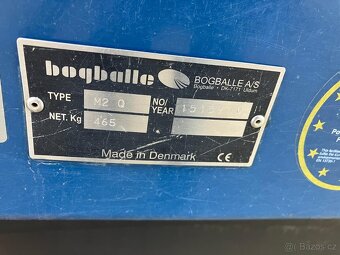 bogballe
BOGBALLE A/S
Bogballe • DK-7171 Uldum
TYPE M2 Q NO/
YEAR
NET. Kg 465
Made in Denmark CE
© bazos.cz